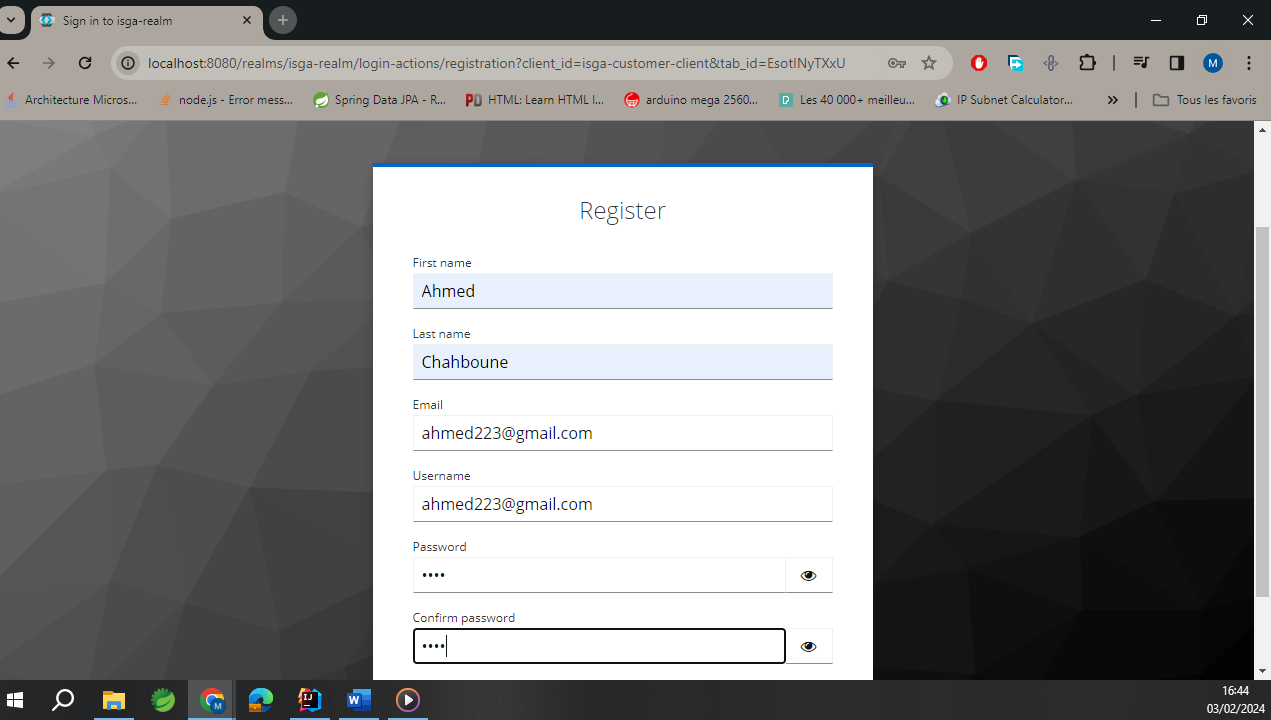 Sign in to isga-realm
localhost:8080/realms/isga-realm/login-actions/registration?client_id=isga-customer-client&tab_id=EsotlNyTXxU
M
Architecture Micros... node.js - Error mess... Spring Data JPA - R... PD HTML: Learn HTML I... arduino mega 2560... Les 40 000+ meilleu... IP Subnet Calculator... » Tous les favoris
Register
First name
Ahmed
Last name
Chahboune
Email
ahmed223@gmail.com
Username
ahmed223@gmail.com
Password
••••
Confirm password
••••
16:44
03/02/2024